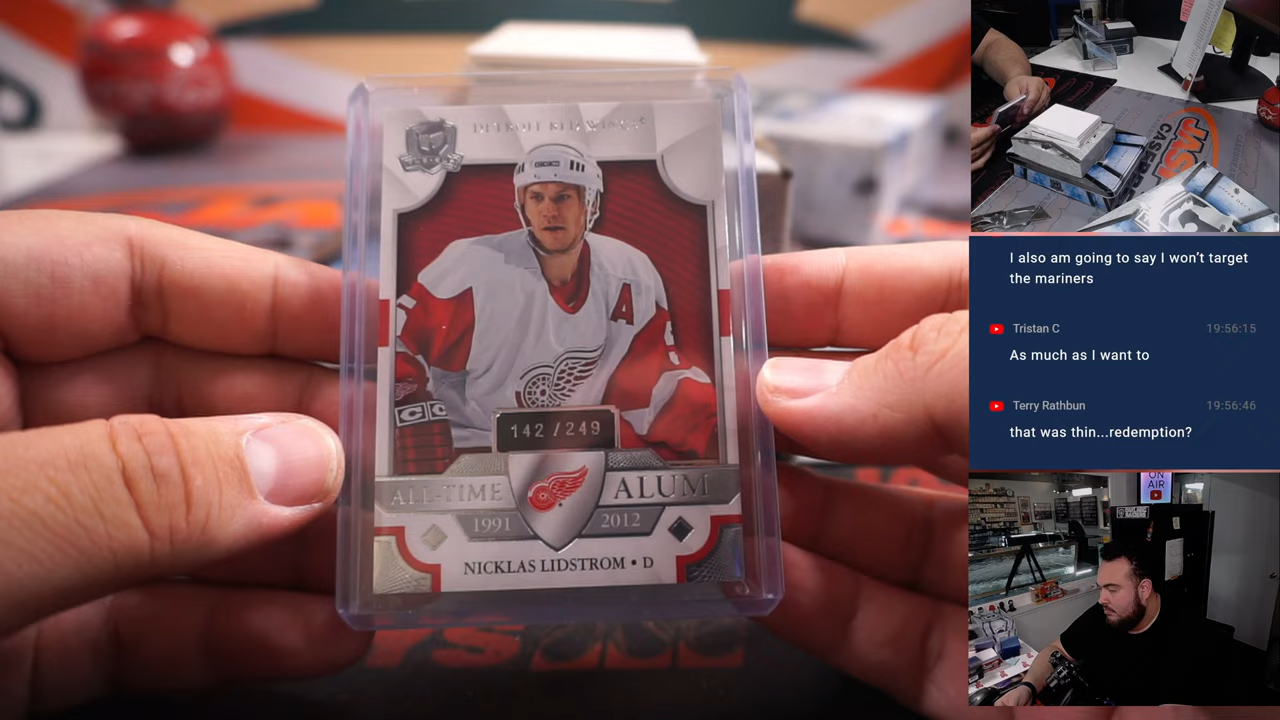 DETROIT RED WINGS
A
142/249
ALL-TIME ALUM
1991 2012
NICKLAS LIDSTROM • D
I also am going to say I won't target
the mariners
Tristan C 19:56:15
As much as I want to
Terry Rathbun 19:56:46
that was thin...redemption?
ON
AIR